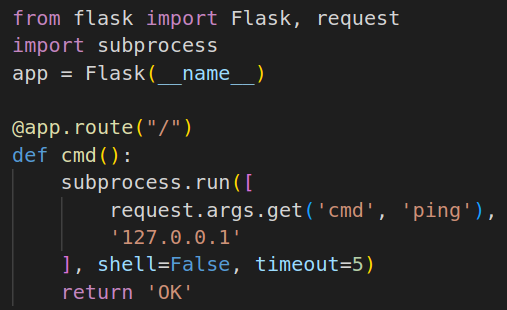 from flask import Flask, request
import subprocess
app = Flask(__name__)

@app.route("/")
def cmd():
    subprocess.run([
        request.args.get('cmd', 'ping'),
        '127.0.0.1'
    ], shell=False, timeout=5)
    return 'OK'